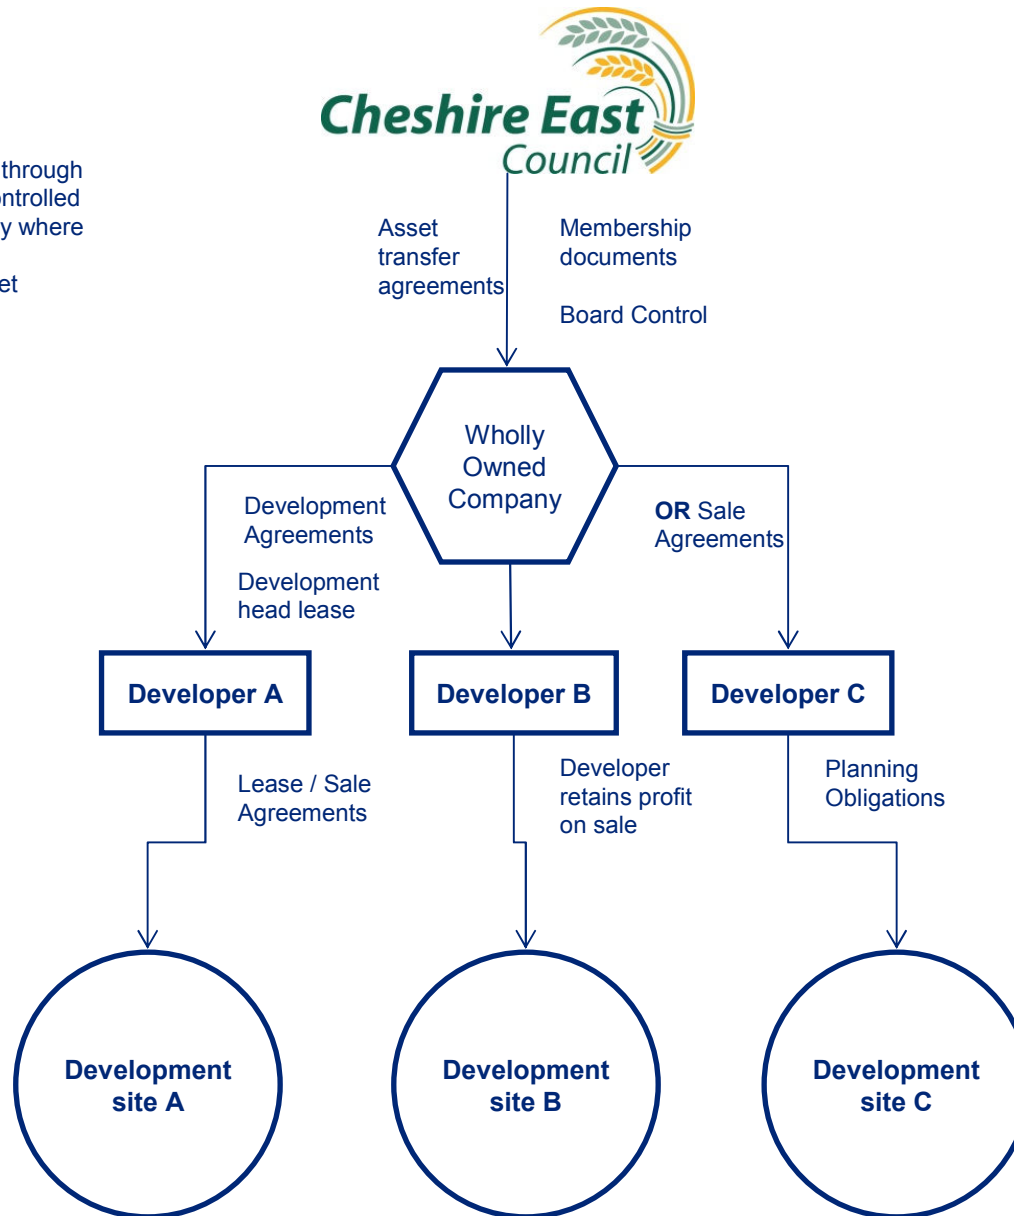 Cheshire East
Council
through
ntrolled
y where
et
Asset
transfer
agreements
Membership
documents
Board Control
Wholly
Owned
Company
Development
Agreements
Development
head lease
OR Sale
Agreements
Developer A
Developer B
Developer C
Lease / Sale
Agreements
Developer
retains profit
on sale
Planning
Obligations
Development
site A
Development
site B
Development
site C